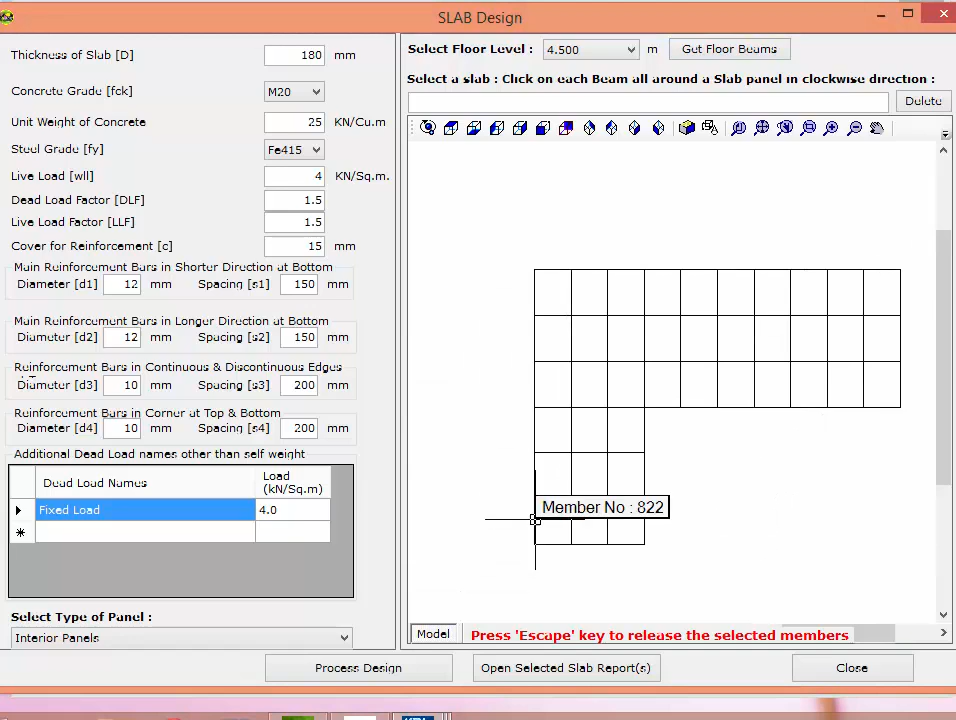 SLAB Design
Thickness of Slab [D] 180 mm
Concrete Grade [fck] M20
Unit Weight of Concrete 25 KN/Cu.m
Steel Grade [fy] Fe415
Live Load [wll] 4 KN/Sq.m.
Dead Load Factor [DLF] 1.5
Live Load Factor [LLF] 1.5
Cover for Reinforcement [c] 15 mm
Main Reinforcement Bars in Shorter Direction at Bottom
Diameter [d1] 12 mm Spacing [s1] 150 mm
Main Reinforcement Bars in Longer Direction at Bottom
Diameter [d2] 12 mm Spacing [s2] 150 mm
Reinforcement Bars in Continuous & Discontinuous Edges
Diameter [d3] 10 mm Spacing [s3] 200 mm
Reinforcement Bars in Corner at Top & Bottom
Diameter [d4] 10 mm Spacing [s4] 200 mm
Additional Dead Load names other than self weight
Dead Load Names Load (kN/Sq.m)
Fixed Load 4.0
Select Type of Panel :
Interior Panels
Select Floor Level : 4.500 m Get Floor Beams
Select a slab : Click on each Beam all around a Slab panel in clockwise direction :
Delete
Member No : 822
Model Press 'Escape' key to release the selected members
Process Design Open Selected Slab Report(s) Close